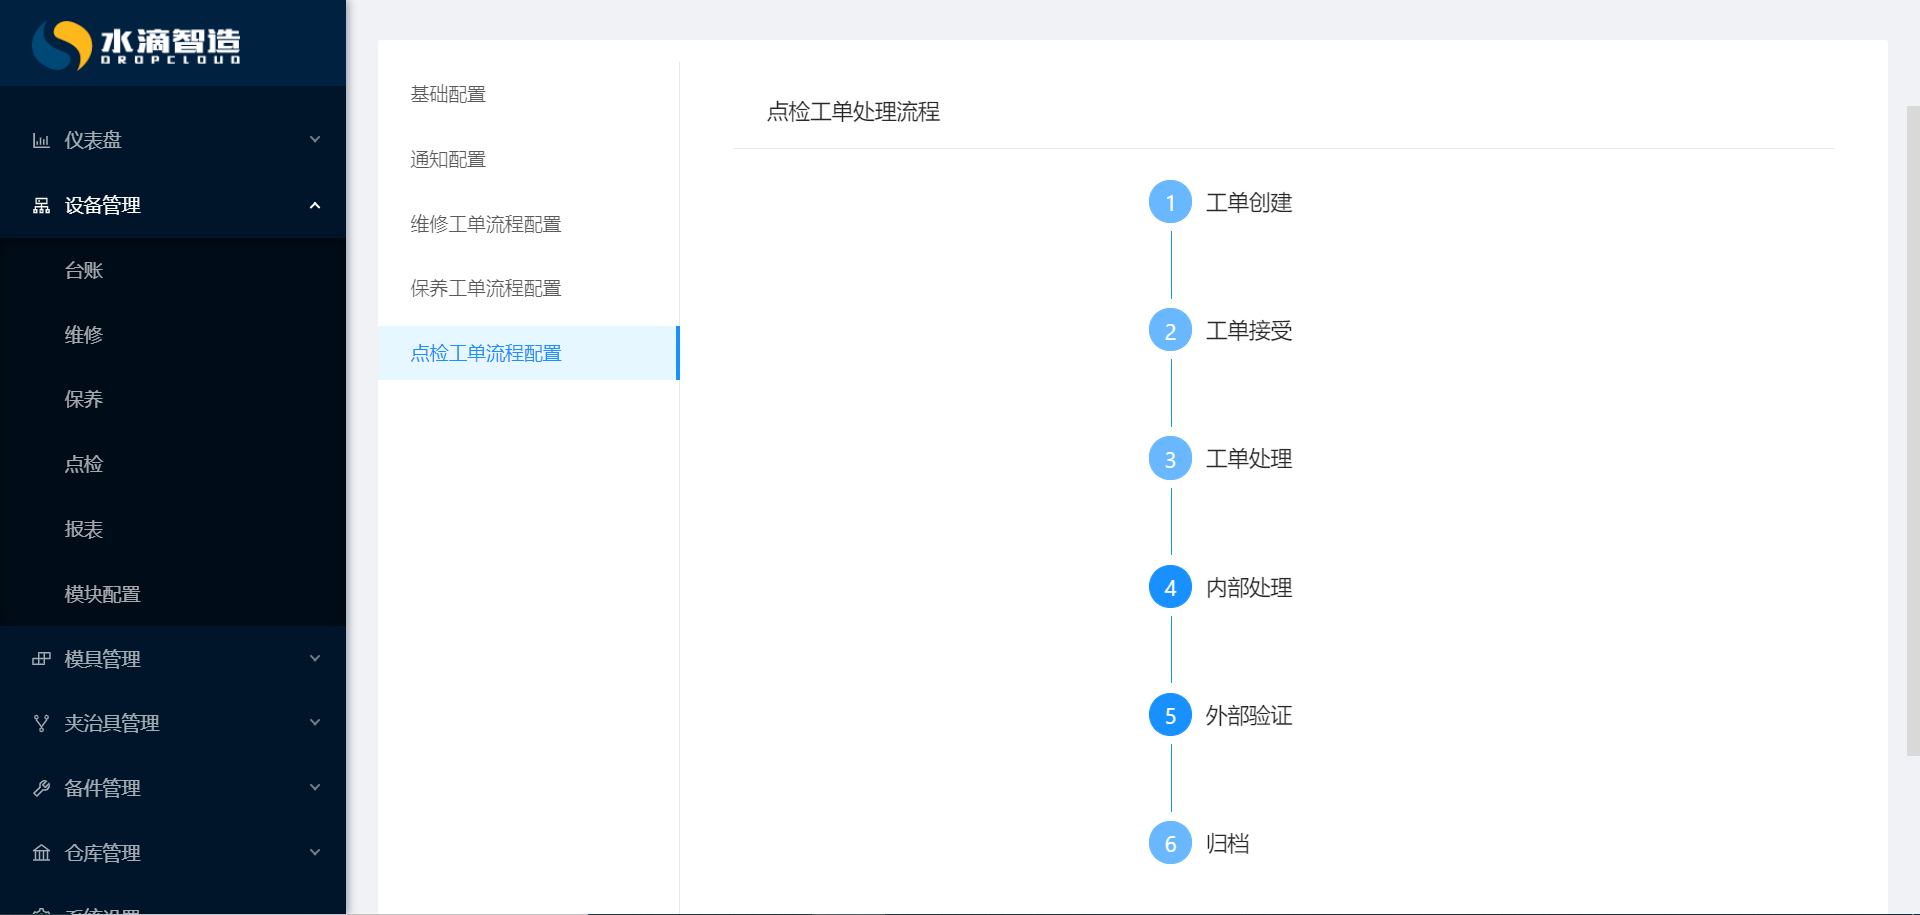 水滴智造
DROPCLOUD
仪表盘
设备管理
台账
维修
保养
点检
报表
模块配置
模具管理
夹治具管理
备件管理
仓库管理
系统设置
基础配置
通知配置
维修工单流程配置
保养工单流程配置
点检工单流程配置
点检工单处理流程
1 工单创建
2 工单接受
3 工单处理
4 内部处理
5 外部验证
6 归档